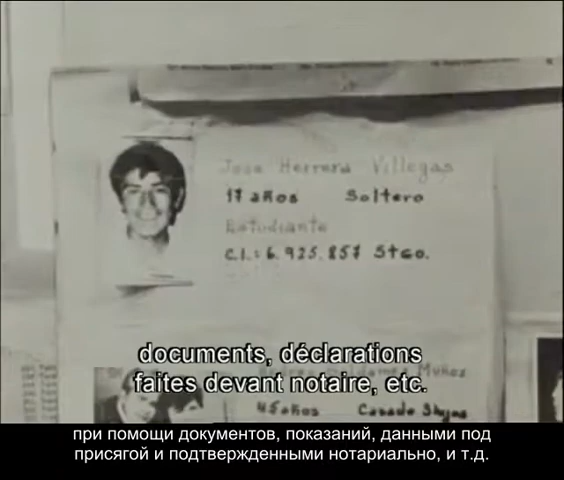 Jose Herrera Villegas
17 años Soltero
Estudiante
C.I.: 6.925.857 Stgo.
documents, déclarations
faites devant notaire, etc.
Muñoz
45 años Casado
при помощи документов, показаний, данными под
присягой и подтвержденными нотариально, и т.д.